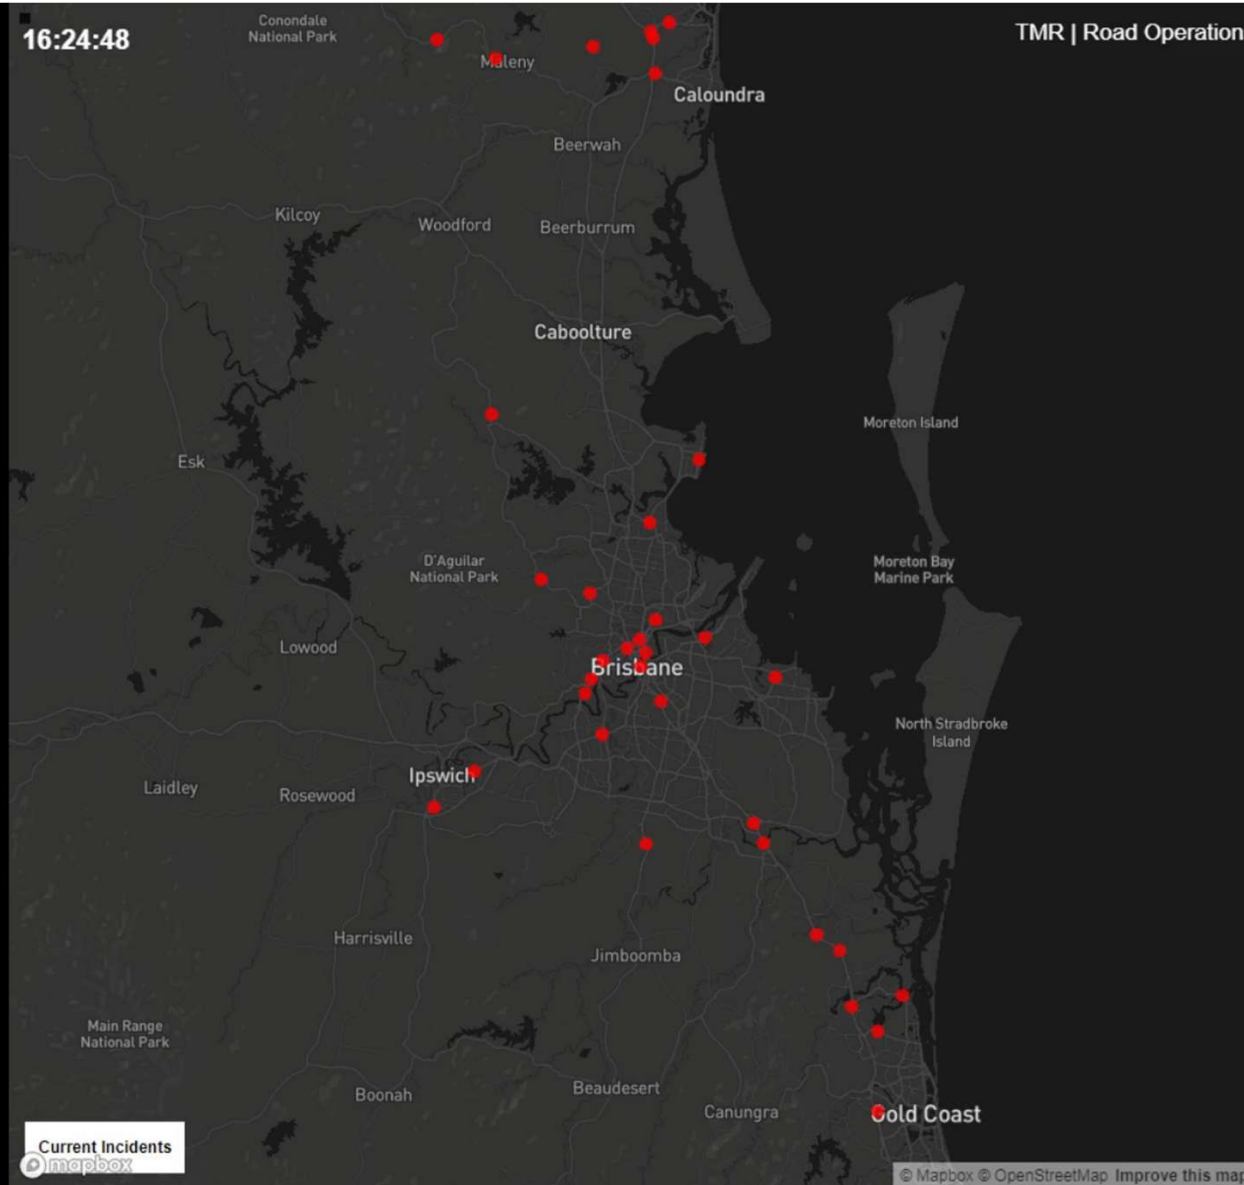 16:24:48
TMR | Road Operation
Conondale
National Park
Maleny
Caloundra
Beerwah
Kilcoy
Woodford
Beerburrum
Caboolture
Moreton Island
Esk
D'Aguilar
National Park
Moreton Bay
Marine Park
Lowood
Brisbane
North Stradbroke
Island
Ipswich
Laidley
Rosewood
Harrisville
Jimboomba
Main Range
National Park
Boonah
Beaudesert
Canungra
Gold Coast
Current Incidents
mapbox
© Mapbox © OpenStreetMap Improve this map